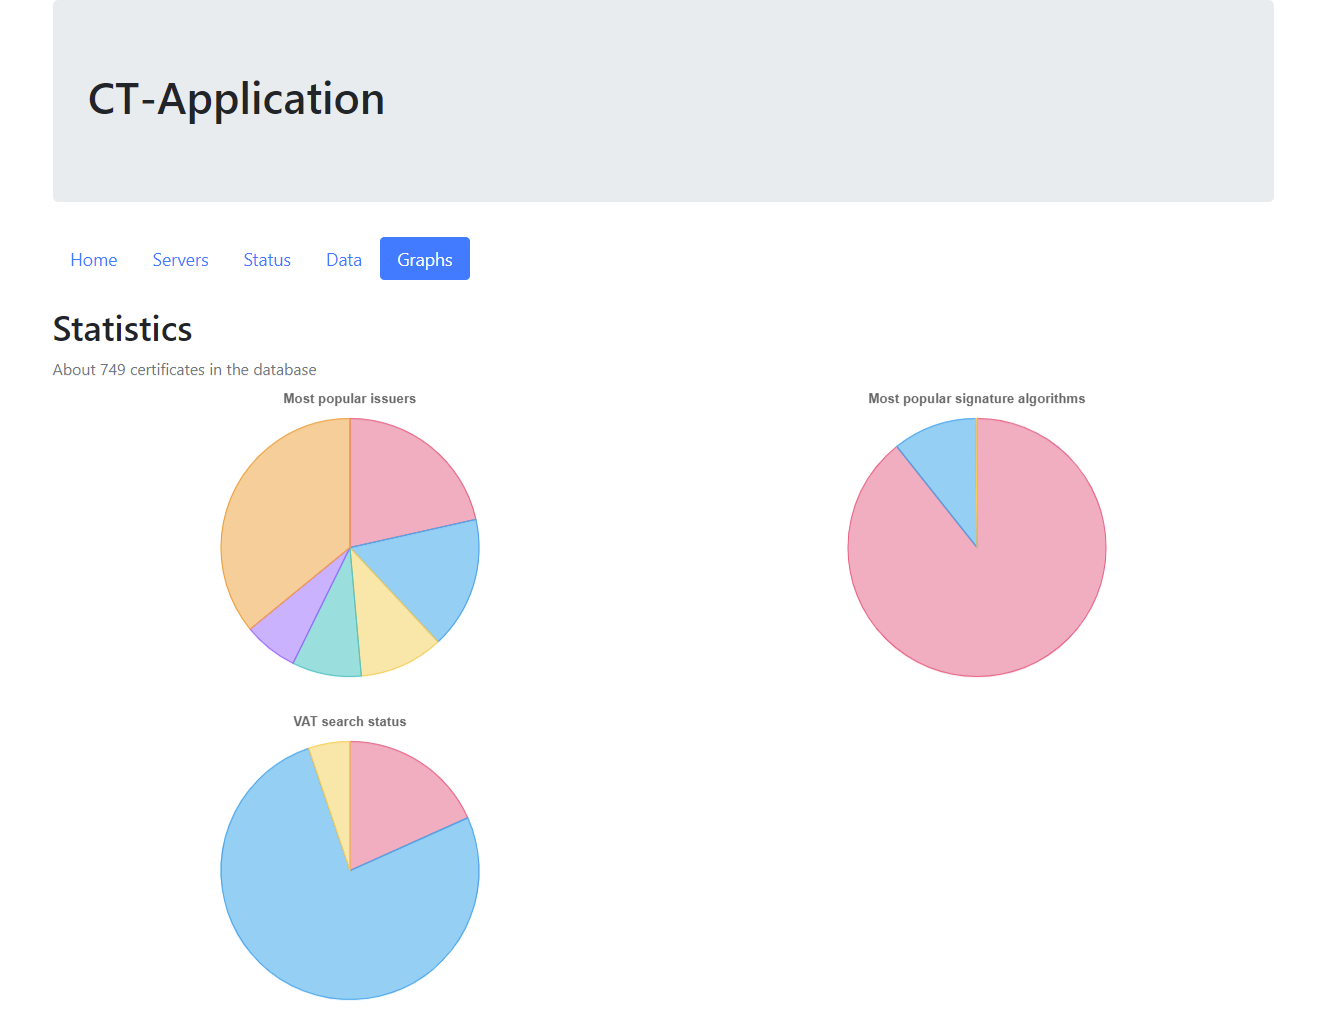 CT-Application
Home Servers Status Data Graphs
Statistics
About 749 certificates in the database
Most popular issuers
Most popular signature algorithms
VAT search status